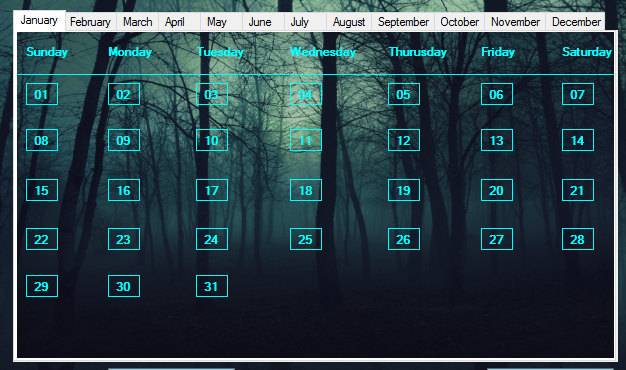 January February March April May June July August September October November December
Sunday Monday Tuesday Wednesday Thurusday Friday Saturday
01 02 03 04 05 06 07
08 09 10 11 12 13 14
15 16 17 18 19 20 21
22 23 24 25 26 27 28
29 30 31